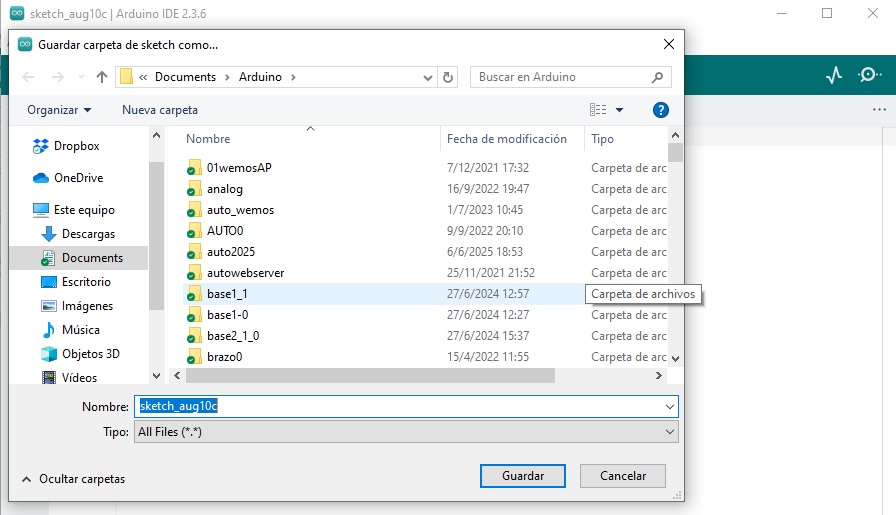 sketch_aug10c | Arduino IDE 2.3.6
Guardar carpeta de sketch como...
« Documents > Arduino >
Buscar en Arduino
Organizar
Nueva carpeta
Dropbox
OneDrive
Este equipo
Descargas
Documents
Escritorio
Imágenes
Música
Objetos 3D
Vídeos
Nombre Fecha de modificación Tipo
01wemosAP 7/12/2021 17:32 Carpeta de arc
analog 16/9/2022 19:47 Carpeta de arc
auto_wemos 1/7/2023 10:45 Carpeta de arc
AUTO0 9/9/2022 20:10 Carpeta de arc
auto2025 6/6/2025 18:53 Carpeta de arc
autowebserver 25/11/2021 21:52 Carpeta de arc
base1_1 27/6/2024 12:57 Carpeta de archivos
base1-0 27/6/2024 12:27 Carpeta de arc
base2_1_0 27/6/2024 15:37 Carpeta de arc
brazo0 15/4/2022 11:55 Carpeta de arc
Nombre: sketch_aug10c
Tipo: All Files (*.*)
Ocultar carpetas
Guardar
Cancelar